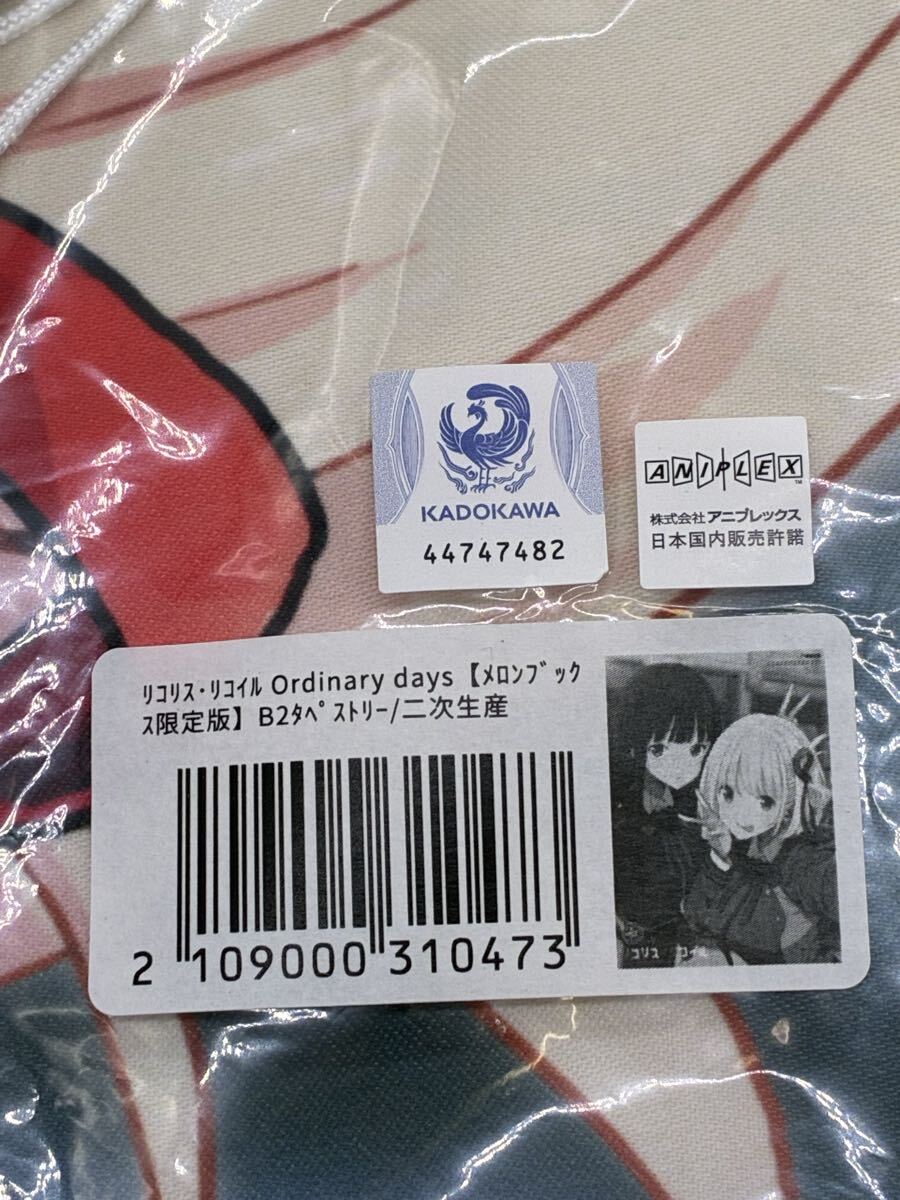 KADOKAWA
44747482
ANIPLEX
TM
株式会社 アニプレックス
日本国内販売許諾
ﾘｺﾘｽ・ﾘｺｲﾙ Ordinary days【ﾒﾛﾝﾌﾞｯｸ
ｽ限定版】B2ﾀﾍﾟｽﾄﾘｰ/二次生産
2 109000 310473